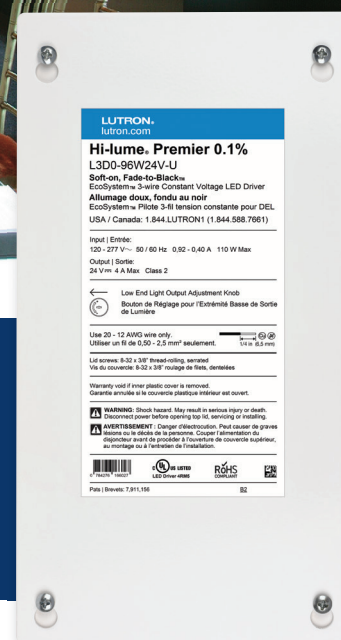 LUTRON®
lutron.com
Hi-lume® Premier 0.1%
L3D0-96W24V-U
Soft-on, Fade-to-Black™
EcoSystem™ 3-wire Constant Voltage LED Driver
Allumage doux, fondu au noir
EcoSystem™ Pilote 3-fil tension constante pour DEL
USA / Canada: 1.844.LUTRON1 (1.844.588.7661)
Input | Entrée:
120 - 277 V~ 50 / 60 Hz 0,92 - 0,40 A 110 W Max
Output | Sortie:
24 V⎓ 4 A Max Class 2
Low End Light Output Adjustment Knob
Bouton de Réglage pour l'Extrémité Basse de Sortie
de Lumière
Use 20 - 12 AWG wire only.
Utiliser un fil de 0,50 - 2,5 mm² seulement.
1/4 in (6,5 mm)
Lid screws: 8-32 x 3/8" thread-rolling, serrated
Vis du couvercle: 8-32 x 3/8" roulage de filets, dentelées
Warranty void if inner plastic cover is removed.
Garantie annulée si le couvercle plastique intérieur est ouvert.
WARNING: Shock hazard. May result in serious injury or death.
Disconnect power before opening top lid, servicing or installing.
AVERTISSEMENT : Danger d'électrocution. Peut causer de graves
lésions ou le décès de la personne. Couper l'alimentation du
disjoncteur avant de procéder à l'ouverture de couvercle supérieur,
au montage ou à l'entretien de l'installation.
c UL US LISTED
LED Driver
RoHS
COMPLIANT
Pats | Brevets: 7,911,156
B2